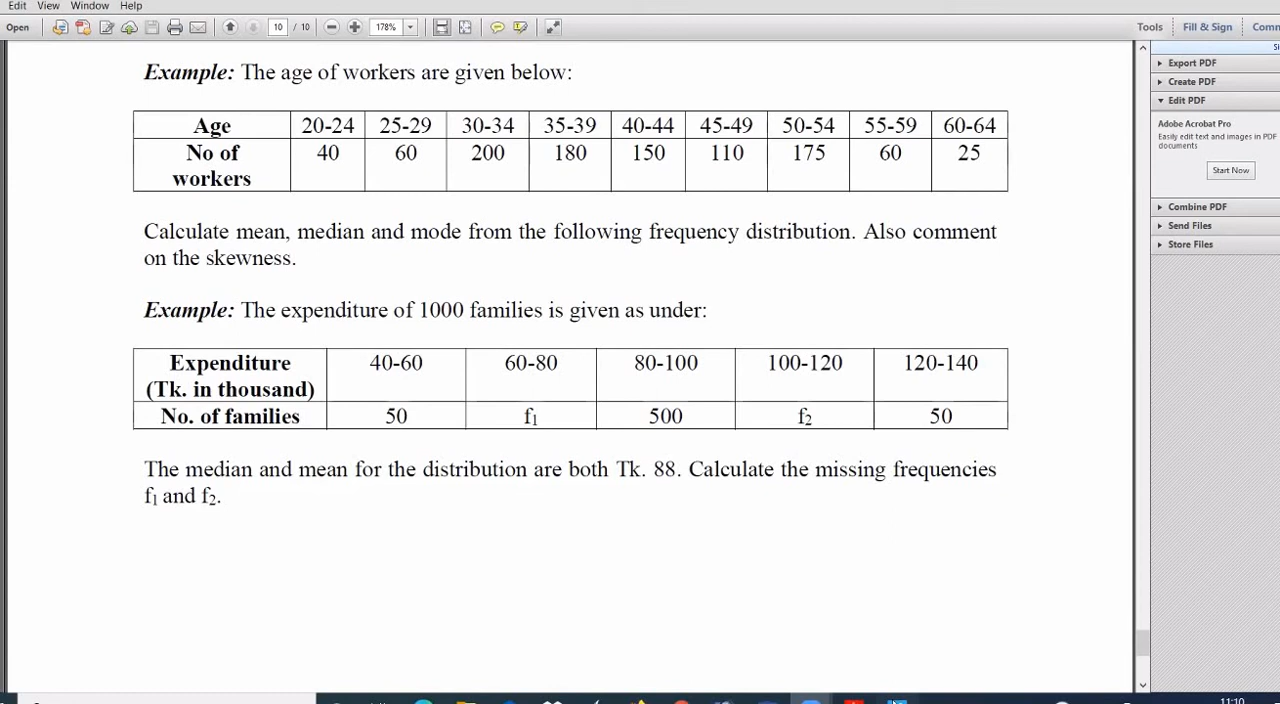 Edit View Window Help
Open 10 / 10 178% Tools Fill & Sign
Example: The age of workers are given below:
Age 20-24 25-29 30-34 35-39 40-44 45-49 50-54 55-59 60-64
No of workers 40 60 200 180 150 110 175 60 25
Calculate mean, median and mode from the following frequency distribution. Also comment
on the skewness.
Example: The expenditure of 1000 families is given as under:
Expenditure (Tk. in thousand) 40-60 60-80 80-100 100-120 120-140
No. of families 50 f₁ 500 f₂ 50
The median and mean for the distribution are both Tk. 88. Calculate the missing frequencies
f₁ and f₂.
Export PDF
Create PDF
Edit PDF
Adobe Acrobat Pro
Easily edit text and images in PDF
documents
Start Now
Combine PDF
Send Files
Store Files
11:10